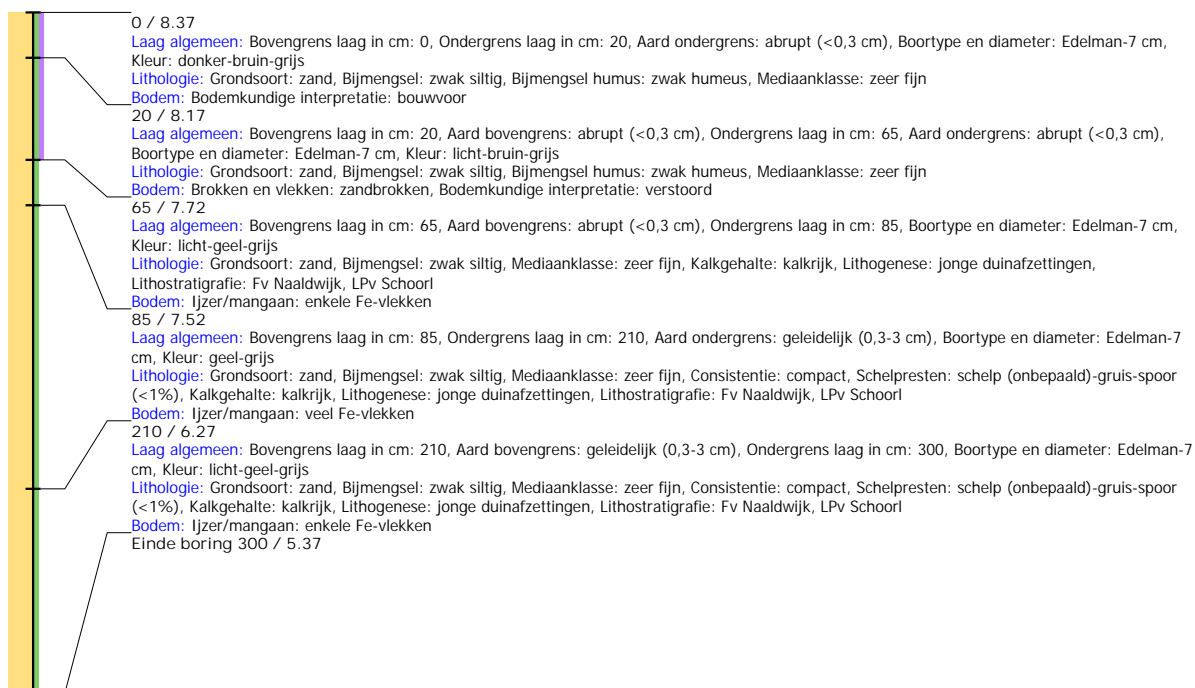 0 / 8.37
Laag algemeen: Bovengrens laag in cm: 0, Ondergrens laag in cm: 20, Aard ondergrens: abrupt (<0,3 cm), Boortype en diameter: Edelman-7 cm,
Kleur: donker-bruin-grijs
Lithologie: Grondsoort: zand, Bijmengsel: zwak siltig, Bijmengsel humus: zwak humeus, Mediaanklasse: zeer fijn
Bodem: Bodemkundige interpretatie: bouwvoor
20 / 8.17
Laag algemeen: Bovengrens laag in cm: 20, Aard bovengrens: abrupt (<0,3 cm), Ondergrens laag in cm: 65, Aard ondergrens: abrupt (<0,3 cm),
Boortype en diameter: Edelman-7 cm, Kleur: licht-bruin-grijs
Lithologie: Grondsoort: zand, Bijmengsel: zwak siltig, Bijmengsel humus: zwak humeus, Mediaanklasse: zeer fijn
Bodem: Brokken en vlekken: zandbrokken, Bodemkundige interpretatie: verstoord
65 / 7.72
Laag algemeen: Bovengrens laag in cm: 65, Aard bovengrens: abrupt (<0,3 cm), Ondergrens laag in cm: 85, Boortype en diameter: Edelman-7 cm,
Kleur: licht-geel-grijs
Lithologie: Grondsoort: zand, Bijmengsel: zwak siltig, Mediaanklasse: zeer fijn, Kalkgehalte: kalkrijk, Lithogenese: jonge duinafzettingen,
Lithostratigrafie: Fv Naaldwijk, LPv Schoorl
Bodem: Ijzer/mangaan: enkele Fe-vlekken
85 / 7.52
Laag algemeen: Bovengrens laag in cm: 85, Ondergrens laag in cm: 210, Aard ondergrens: geleidelijk (0,3-3 cm), Boortype en diameter: Edelman-7
cm, Kleur: geel-grijs
Lithologie: Grondsoort: zand, Bijmengsel: zwak siltig, Mediaanklasse: zeer fijn, Consistentie: compact, Schelpresten: schelp (onbepaald)-gruis-spoor
(<1%), Kalkgehalte: kalkrijk, Lithogenese: jonge duinafzettingen, Lithostratigrafie: Fv Naaldwijk, LPv Schoorl
Bodem: Ijzer/mangaan: veel Fe-vlekken
210 / 6.27
Laag algemeen: Bovengrens laag in cm: 210, Aard bovengrens: geleidelijk (0,3-3 cm), Ondergrens laag in cm: 300, Boortype en diameter: Edelman-7
cm, Kleur: licht-geel-grijs
Lithologie: Grondsoort: zand, Bijmengsel: zwak siltig, Mediaanklasse: zeer fijn, Consistentie: compact, Schelpresten: schelp (onbepaald)-gruis-spoor
(<1%), Kalkgehalte: kalkrijk, Lithogenese: jonge duinafzettingen, Lithostratigrafie: Fv Naaldwijk, LPv Schoorl
Bodem: Ijzer/mangaan: enkele Fe-vlekken
Einde boring 300 / 5.37